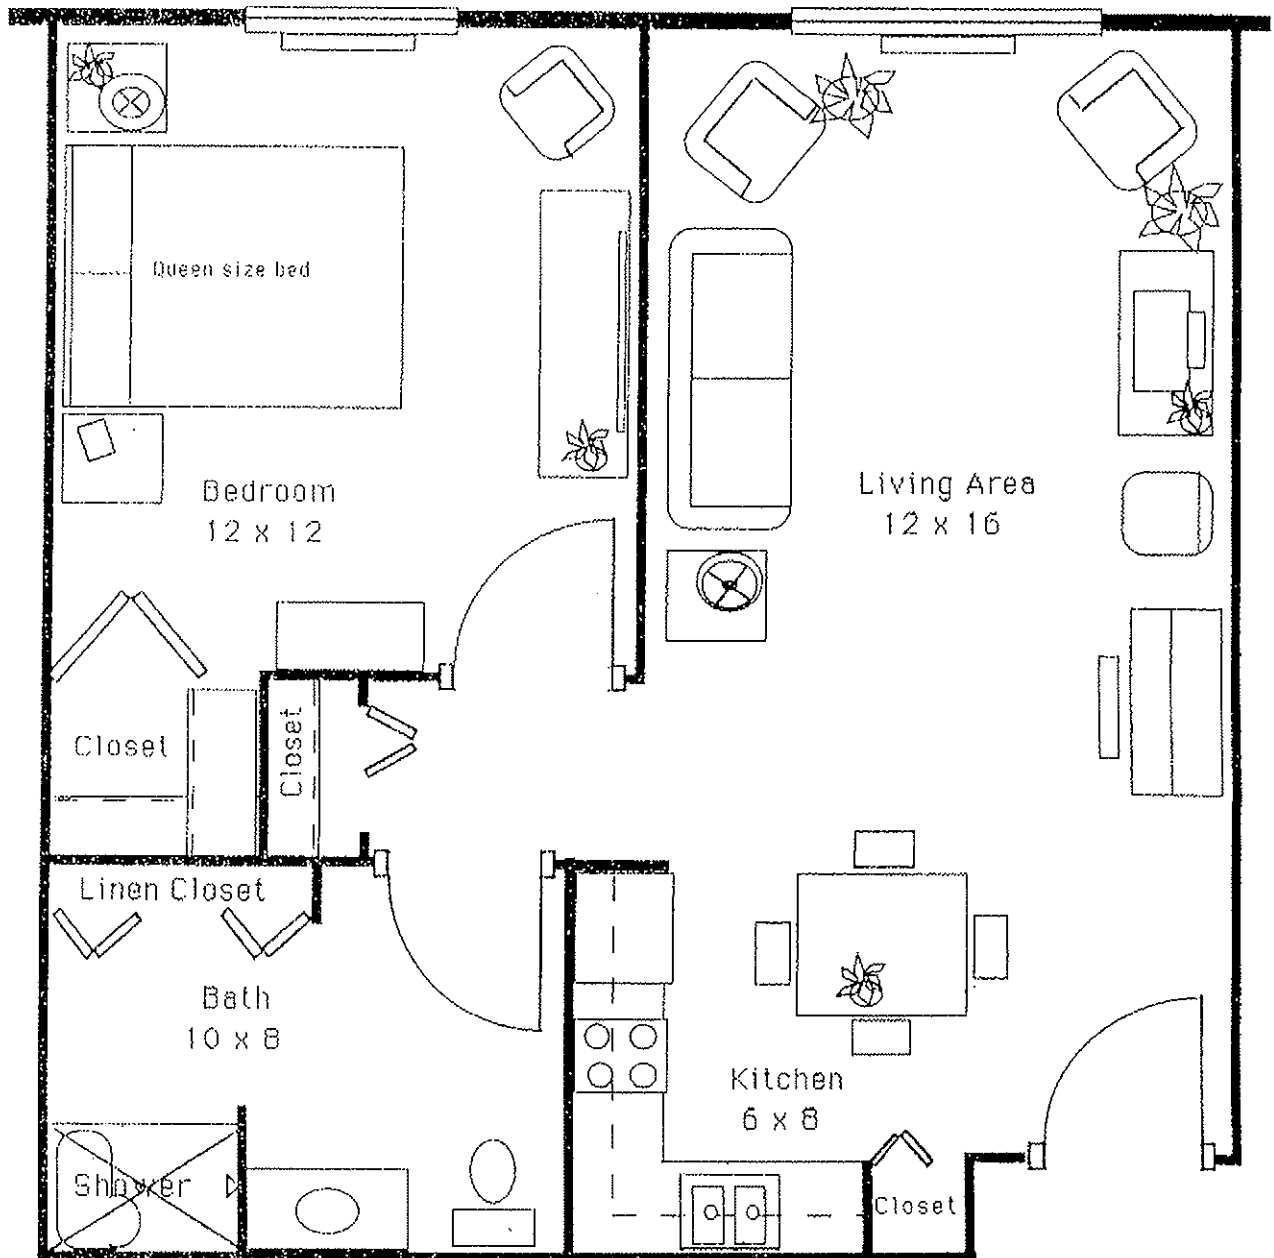 Queen size bed
Bedroom
12 x 12
Living Area
12 x 16
Closet
Closet
Linen Closet
Bath
10 x 8
Kitchen
6 x 8
Shower
Closet